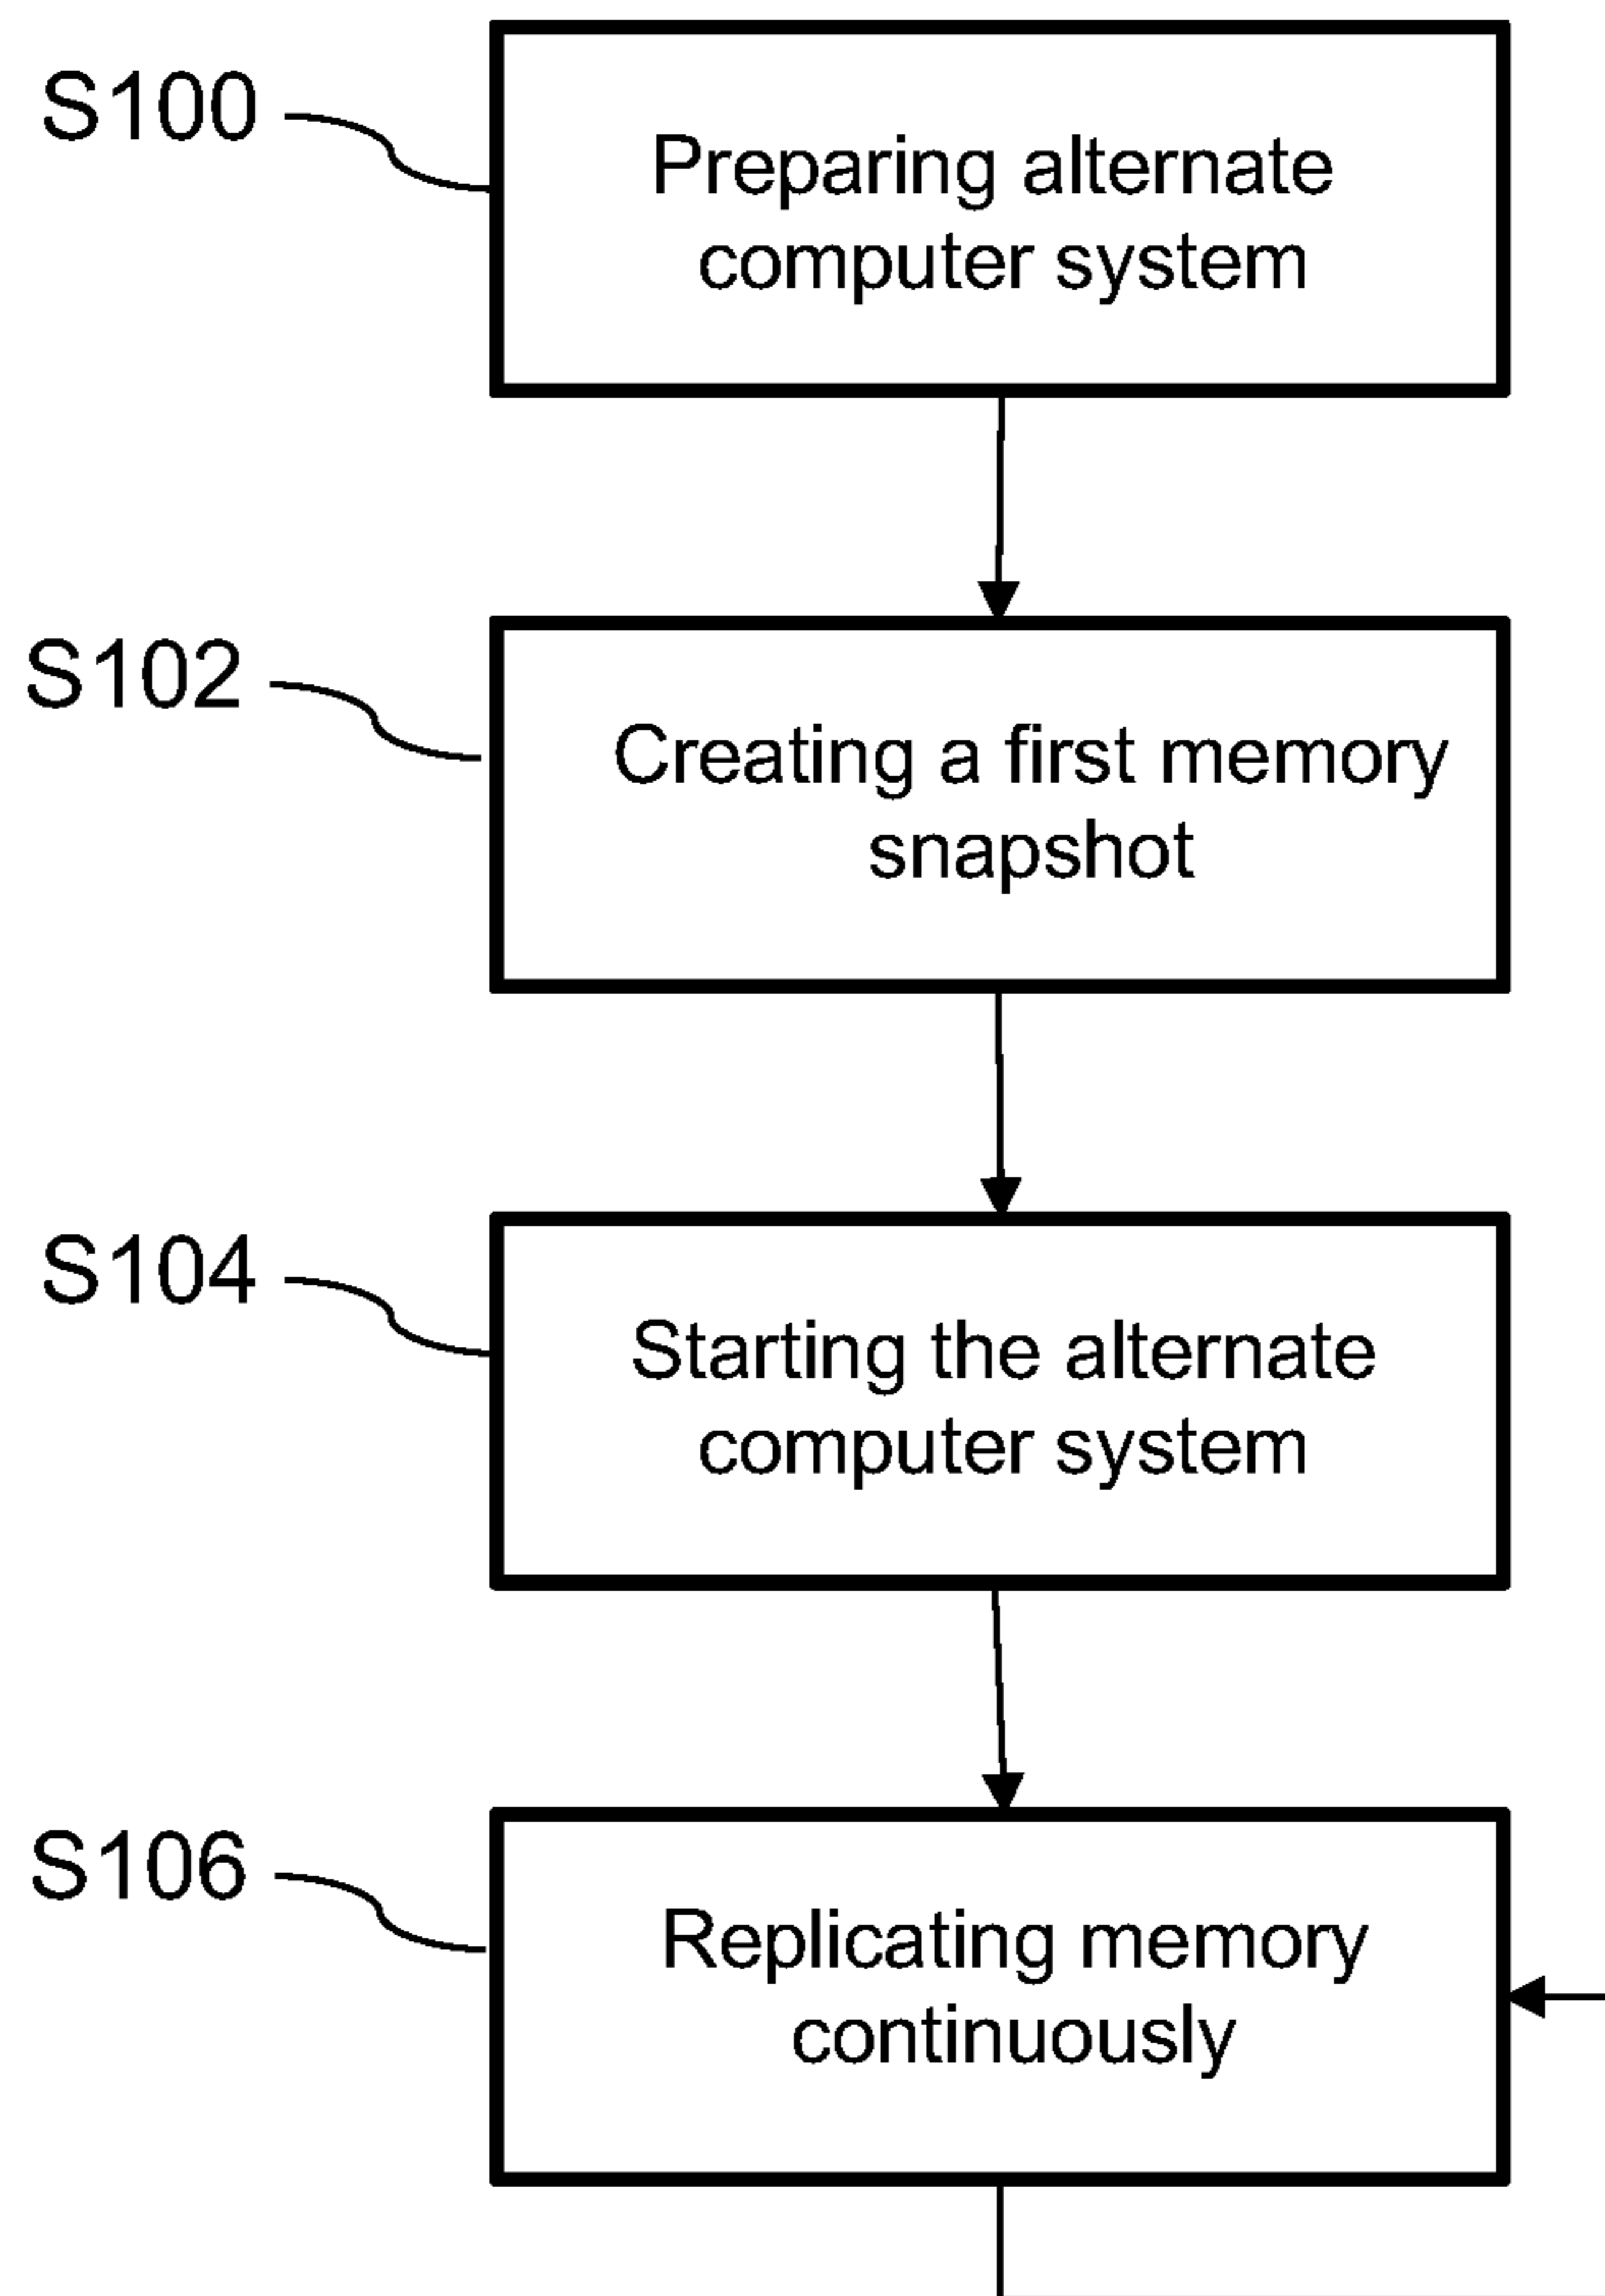 S100
Preparing alternate
computer system
S102
Creating a first memory
snapshot
S104
Starting the alternate
computer system
S106
Replicating memory
continuously